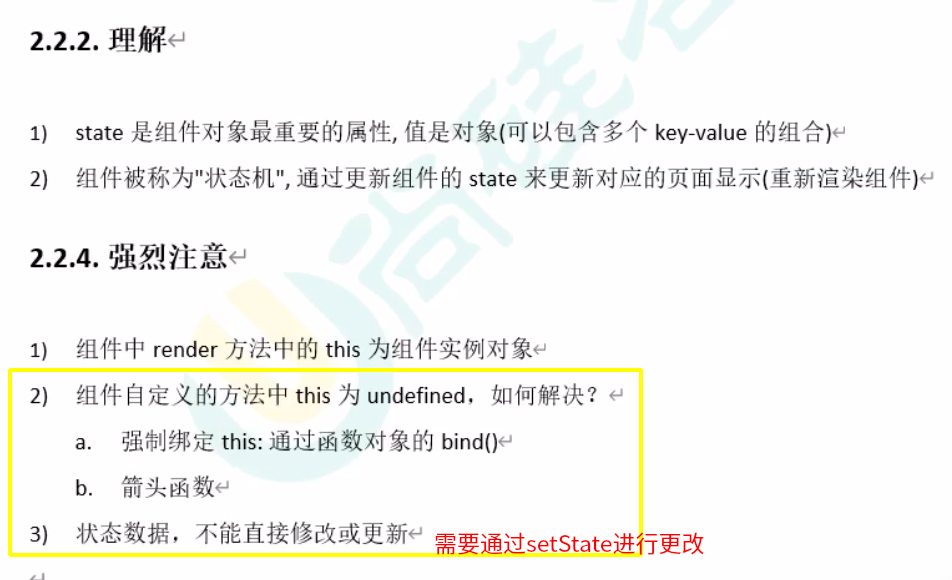 2.2.2. 理解
1) state 是组件对象最重要的属性, 值是对象(可以包含多个 key-value 的组合)
2) 组件被称为"状态机", 通过更新组件的 state 来更新对应的页面显示(重新渲染组件)
2.2.4. 强烈注意
1) 组件中 render 方法中的 this 为组件实例对象
2) 组件自定义的方法中 this 为 undefined，如何解决？
a. 强制绑定 this: 通过函数对象的 bind()
b. 箭头函数
3) 状态数据，不能直接修改或更新
需要通过setState进行更改
尚硅谷